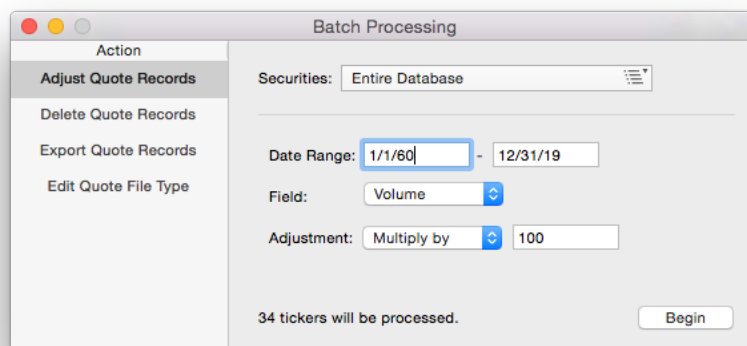 Batch Processing
Action
Adjust Quote Records
Delete Quote Records
Export Quote Records
Edit Quote File Type
Securities: Entire Database
Date Range: 1/1/60 - 12/31/19
Field: Volume
Adjustment: Multiply by 100
34 tickers will be processed. Begin